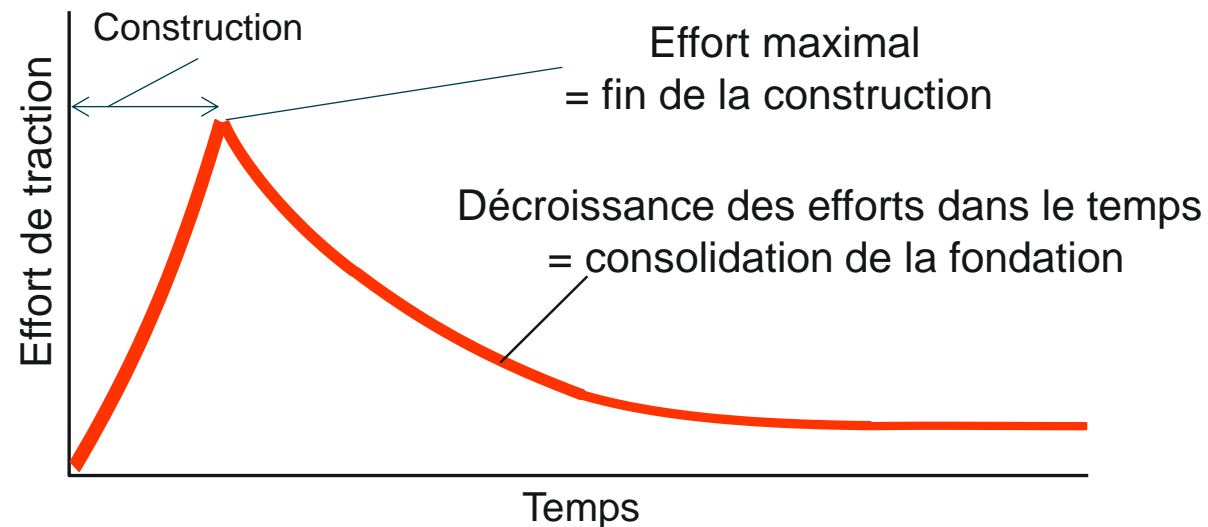 Construction
Effort maximal
= fin de la construction
Effort de traction
Décroissance des efforts dans le temps
= consolidation de la fondation
Temps